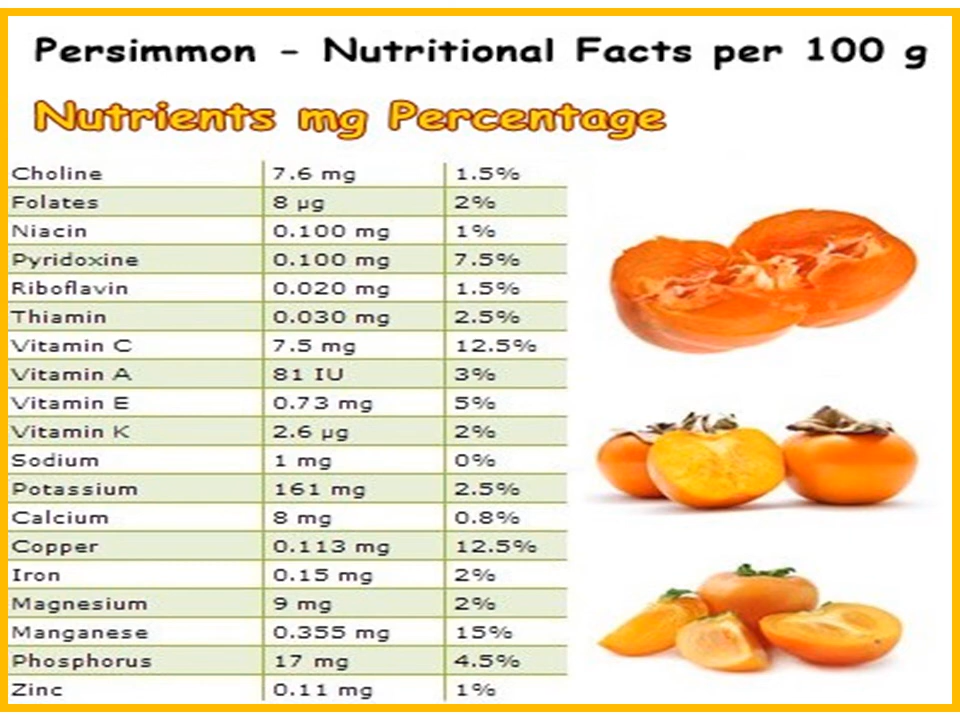 Persimmon - Nutritional Facts per 100 g
Nutrients mg Percentage
Choline 7.6 mg 1.5%
Folates 8 µg 2%
Niacin 0.100 mg 1%
Pyridoxine 0.100 mg 7.5%
Riboflavin 0.020 mg 1.5%
Thiamin 0.030 mg 2.5%
Vitamin C 7.5 mg 12.5%
Vitamin A 81 IU 3%
Vitamin E 0.73 mg 5%
Vitamin K 2.6 µg 2%
Sodium 1 mg 0%
Potassium 161 mg 2.5%
Calcium 8 mg 0.8%
Copper 0.113 mg 12.5%
Iron 0.15 mg 2%
Magnesium 9 mg 2%
Manganese 0.355 mg 15%
Phosphorus 17 mg 4.5%
Zinc 0.11 mg 1%